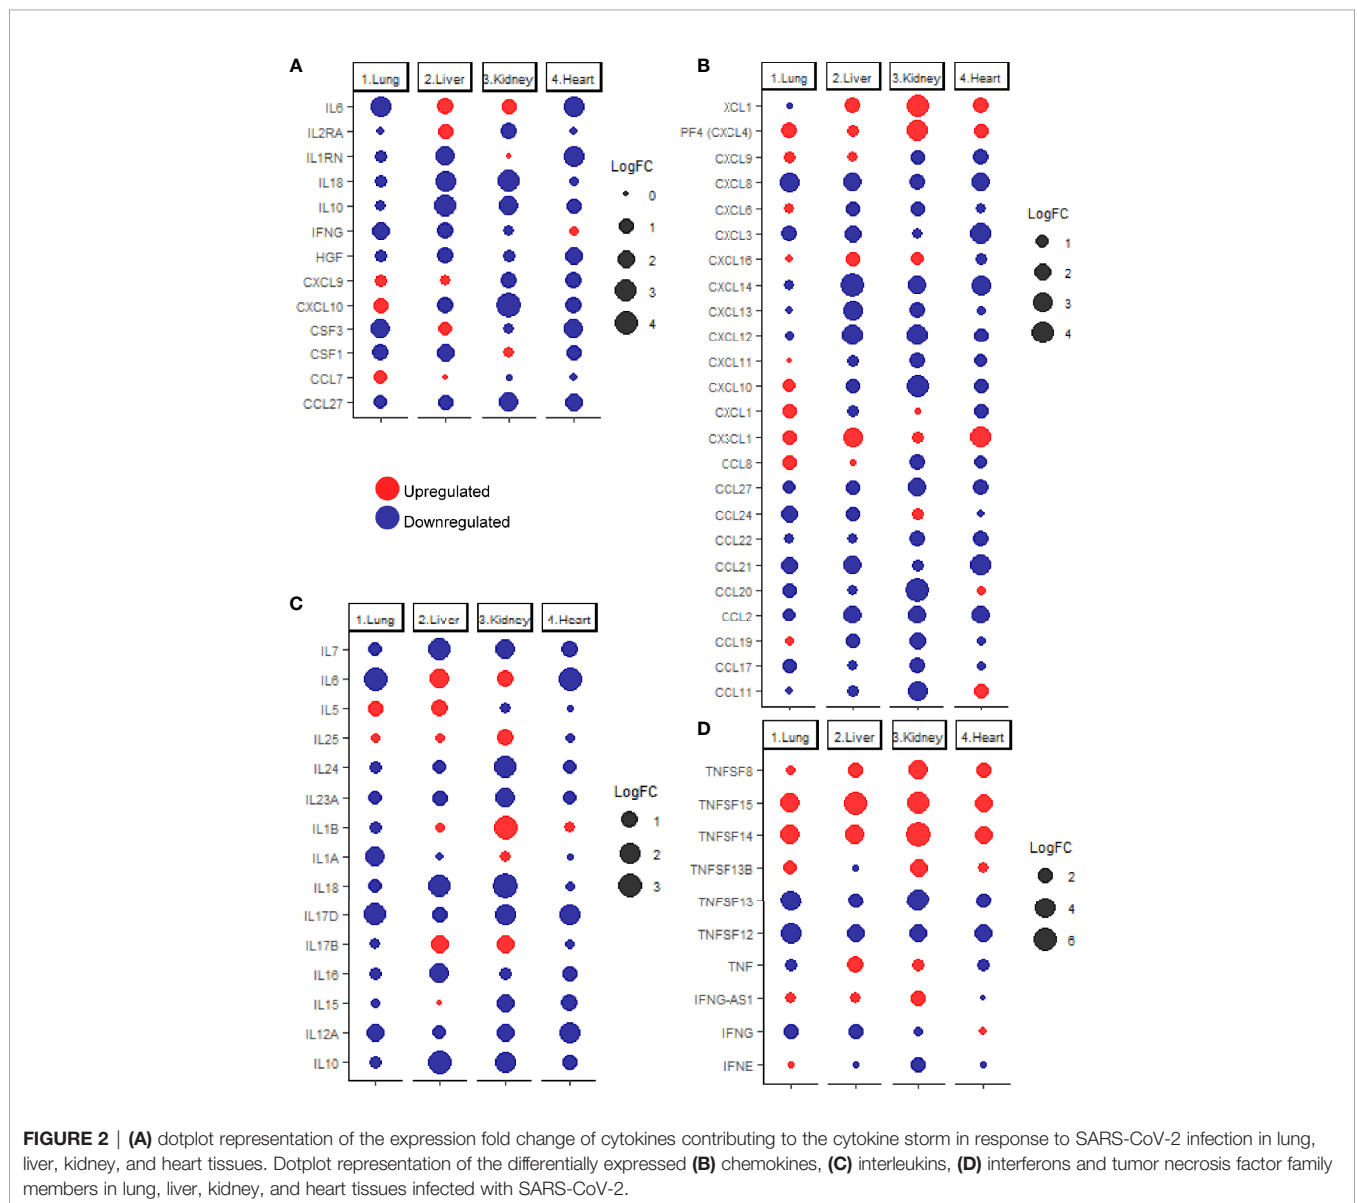 A
1.Lung 2.Liver 3.Kidney 4.Heart
IL6
IL2RA
IL1RN
IL18
IL10
IFNG
HGF
CXCL9
CXCL10
CSF3
CSF1
CCL7
CCL27
LogFC
0
1
2
3
4
Upregulated
Downregulated
B
1.Lung 2.Liver 3.Kidney 4.Heart
XCL1
PF4 (CXCL4)
CXCL9
CXCL8
CXCL6
CXCL3
CXCL16
CXCL14
CXCL13
CXCL12
CXCL11
CXCL10
CXCL1
CX3CL1
CCL8
CCL27
CCL24
CCL22
CCL21
CCL20
CCL2
CCL19
CCL17
CCL11
LogFC
1
2
3
4
C
1.Lung 2.Liver 3.Kidney 4.Heart
IL7
IL6
IL5
IL25
IL24
IL23A
IL1B
IL1A
IL18
IL17D
IL17B
IL16
IL15
IL12A
IL10
LogFC
1
2
3
D
1.Lung 2.Liver 3.Kidney 4.Heart
TNFSF8
TNFSF15
TNFSF14
TNFSF13B
TNFSF13
TNFSF12
TNF
IFNG-AS1
IFNG
IFNE
LogFC
2
4
6
FIGURE 2 | (A) dotplot representation of the expression fold change of cytokines contributing to the cytokine storm in response to SARS-CoV-2 infection in lung,
liver, kidney, and heart tissues. Dotplot representation of the differentially expressed (B) chemokines, (C) interleukins, (D) interferons and tumor necrosis factor family
members in lung, liver, kidney, and heart tissues infected with SARS-CoV-2.